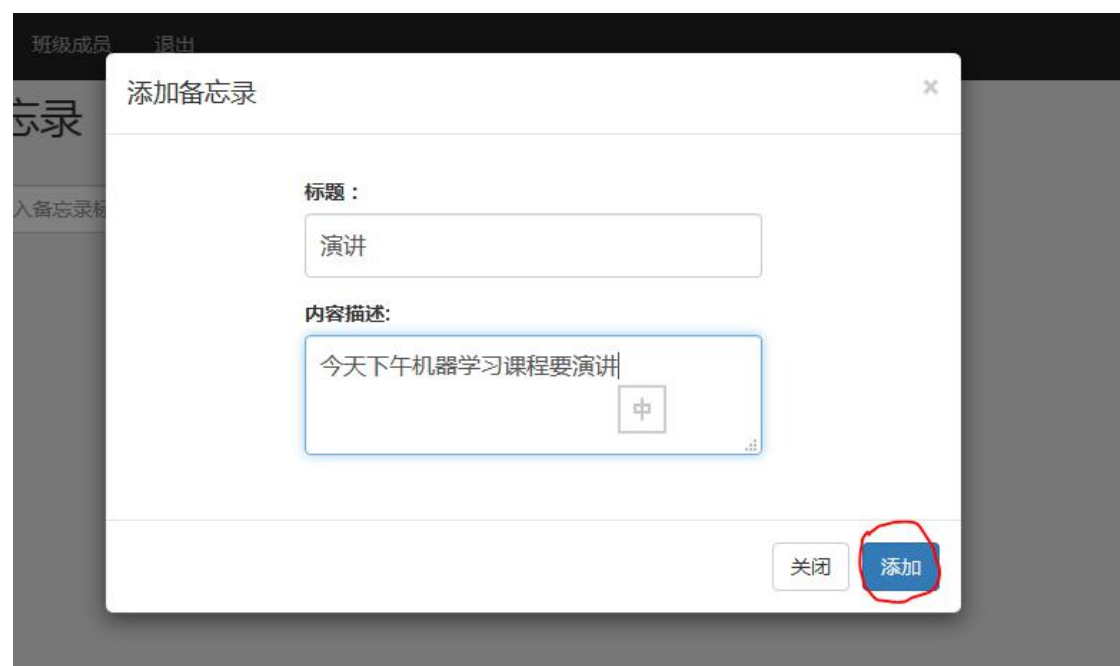 班级成员 退出
添加备忘录 ×
忘录
标题：
入备忘录标
演讲
内容描述:
今天下午机器学习课程要演讲
中
关闭 添加